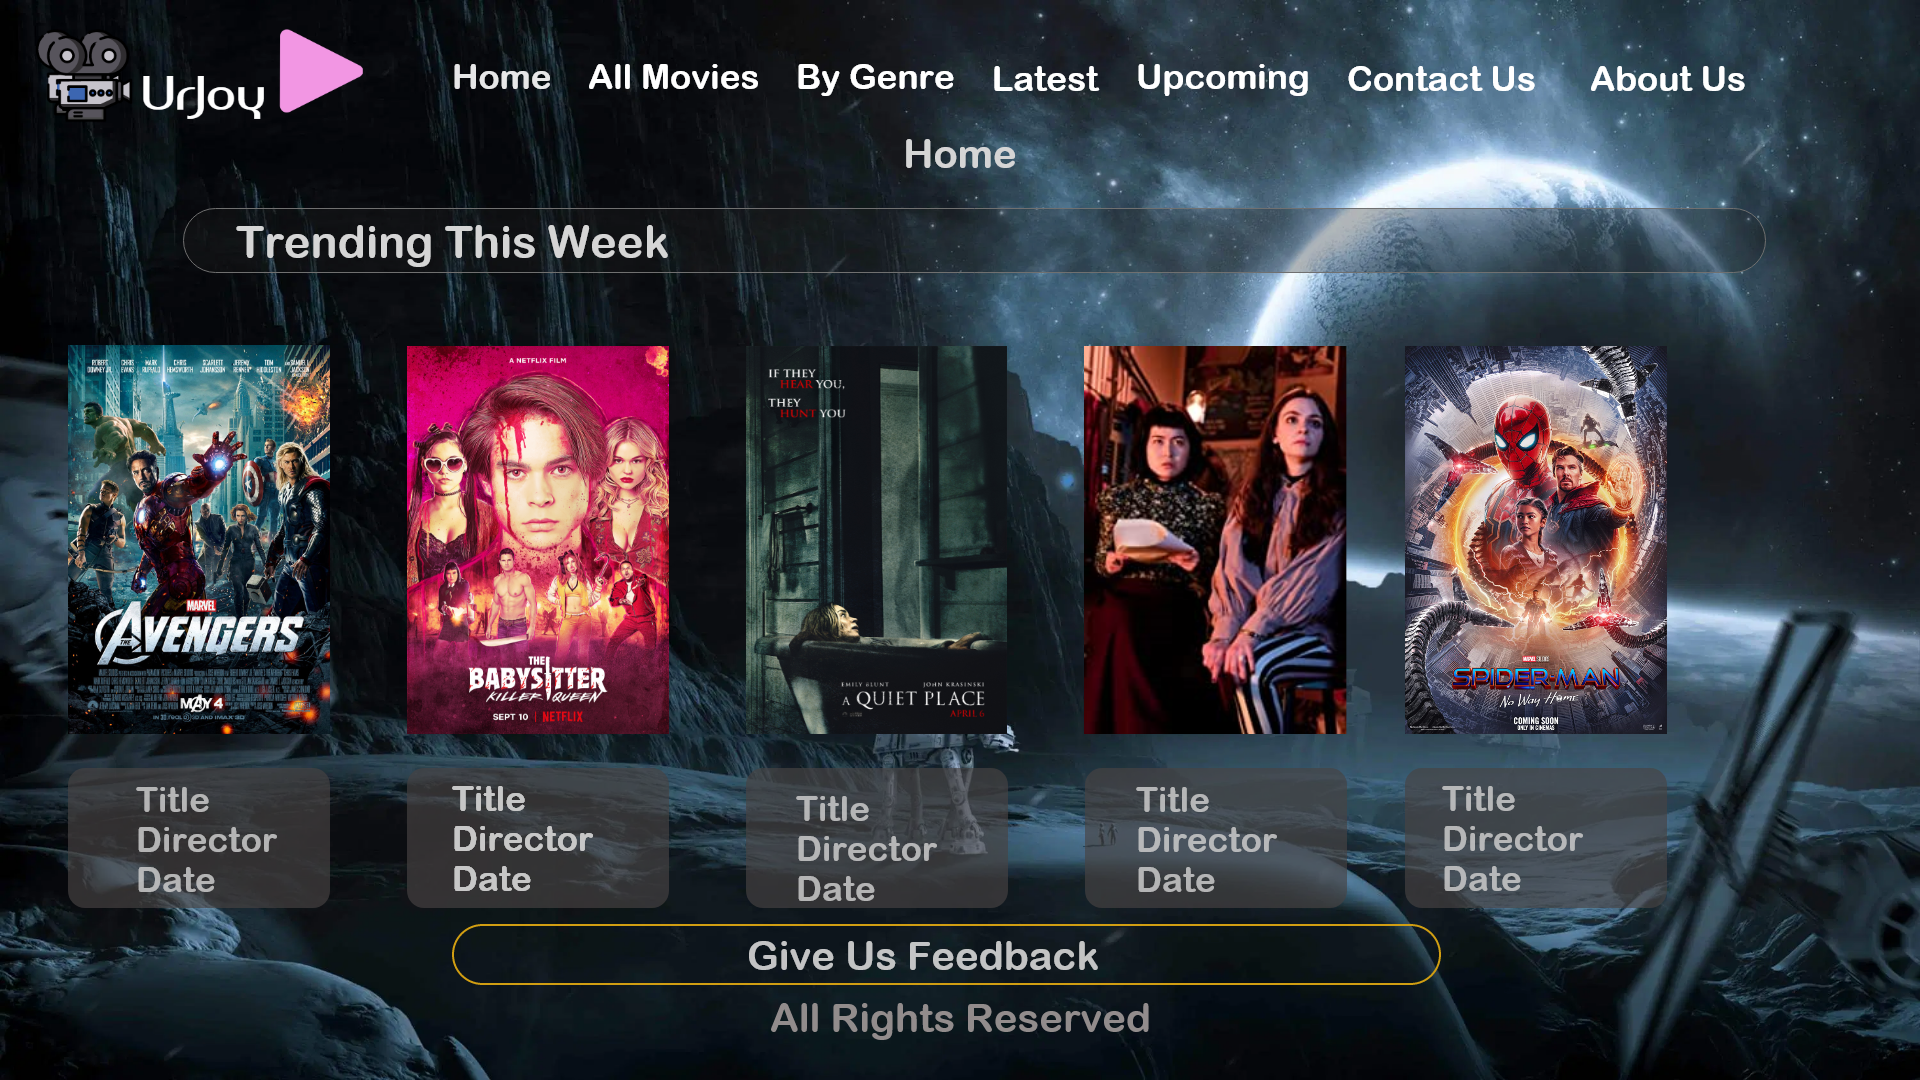 UrJoy
Home All Movies By Genre Latest Upcoming Contact Us About Us
Home
Trending This Week
ROBERT DOWNEY JR. CHRIS EVANS MARK RUFFALO CHRIS HEMSWORTH SCARLETT JOHANSSON JEREMY RENNER TOM HIDDLESTON AND SAMUEL L. JACKSON
MARVEL
THE AVENGERS
MAY 4
A NETFLIX FILM
THE
BABYSITTER
KILLER QUEEN
SEPT 10 | NETFLIX
IF THEY
HEAR YOU,
THEY
HUNT YOU
EMILY BLUNT JOHN KRASINSKI
A QUIET PLACE
APRIL 6
MARVEL STUDIOS
SPIDER-MAN
No Way Home
COMING SOON
ONLY IN CINEMAS
Title
Director
Date
Title
Director
Date
Title
Director
Date
Title
Director
Date
Title
Director
Date
Give Us Feedback
All Rights Reserved